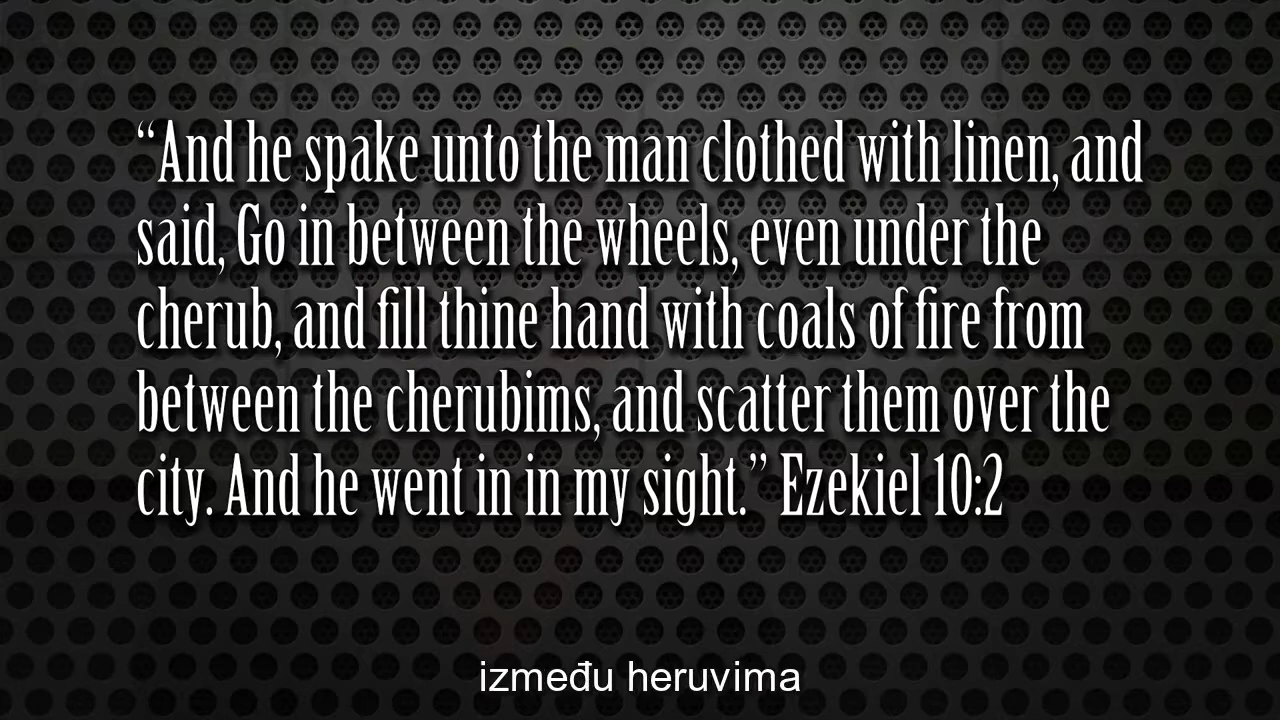 “And he spake unto the man clothed with linen, and
said, Go in between the wheels, even under the
cherub, and fill thine hand with coals of fire from
between the cherubims, and scatter them over the
city. And he went in in my sight.” Ezekiel 10:2
između heruvima